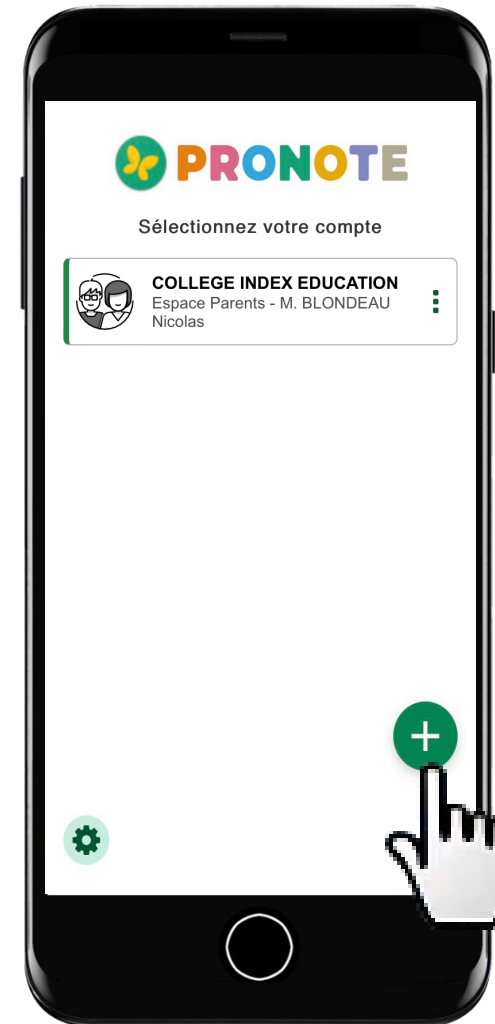 PRONOTE
Sélectionnez votre compte
COLLEGE INDEX EDUCATION
Espace Parents - M. BLONDEAU
Nicolas